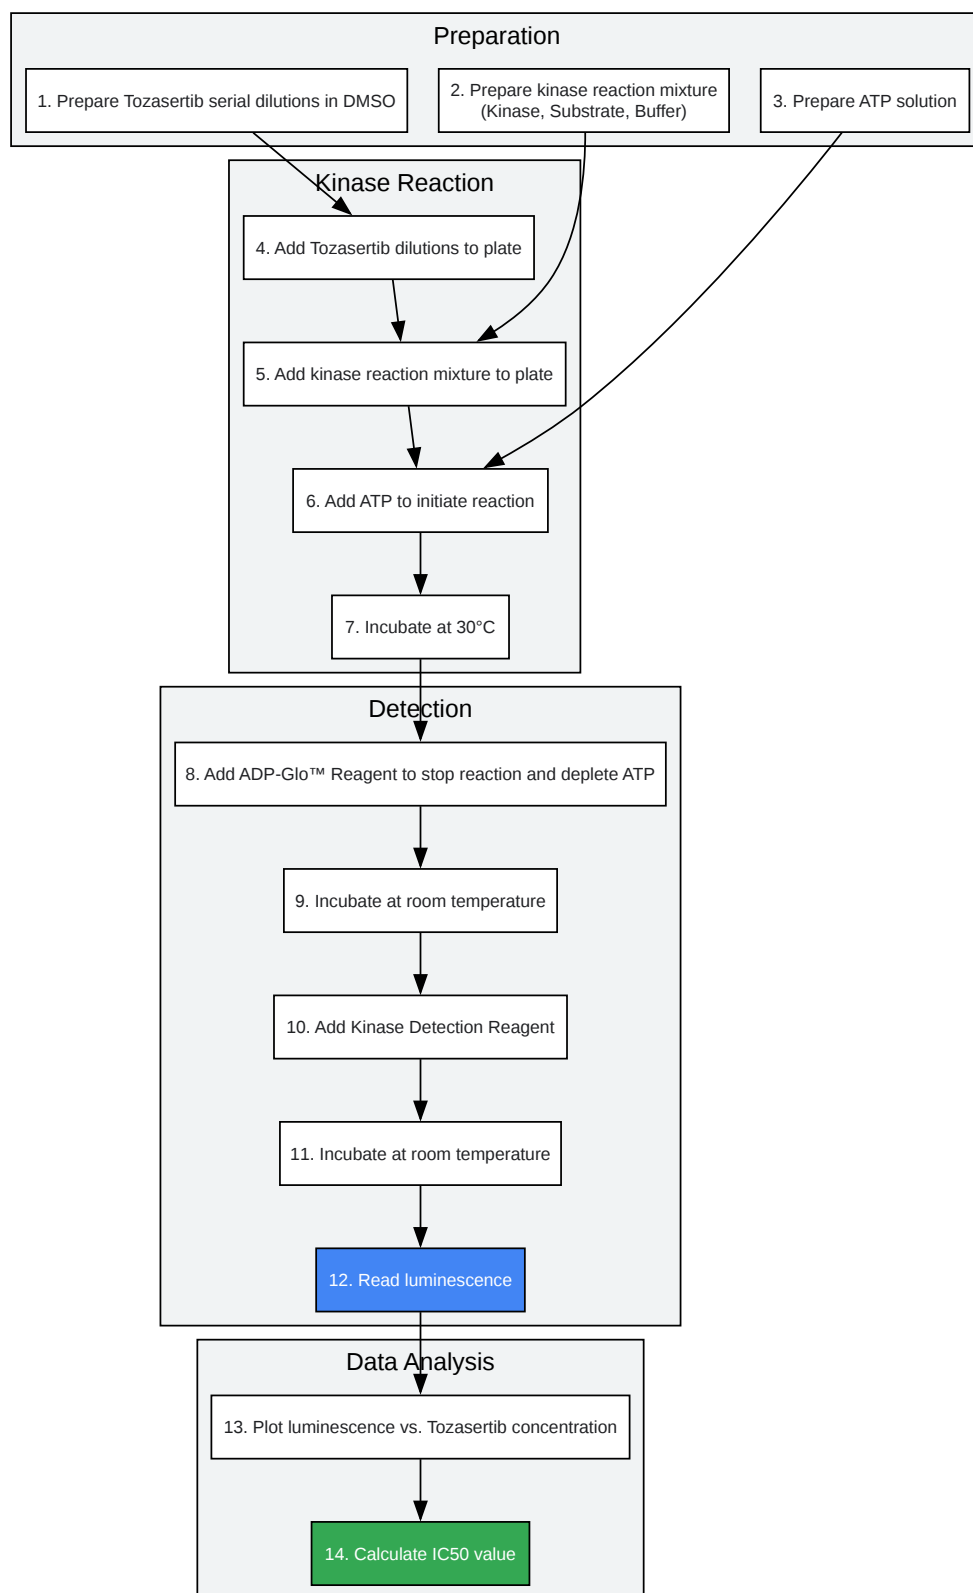 Preparation
1. Prepare Tozasertib serial dilutions in DMSO
2. Prepare kinase reaction mixture
(Kinase, Substrate, Buffer)
3. Prepare ATP solution
Kinase Reaction
4. Add Tozasertib dilutions to plate
5. Add kinase reaction mixture to plate
6. Add ATP to initiate reaction
7. Incubate at 30°C
Detection
8. Add ADP-Glo™ Reagent to stop reaction and deplete ATP
9. Incubate at room temperature
10. Add Kinase Detection Reagent
11. Incubate at room temperature
12. Read luminescence
Data Analysis
13. Plot luminescence vs. Tozasertib concentration
14. Calculate IC50 value